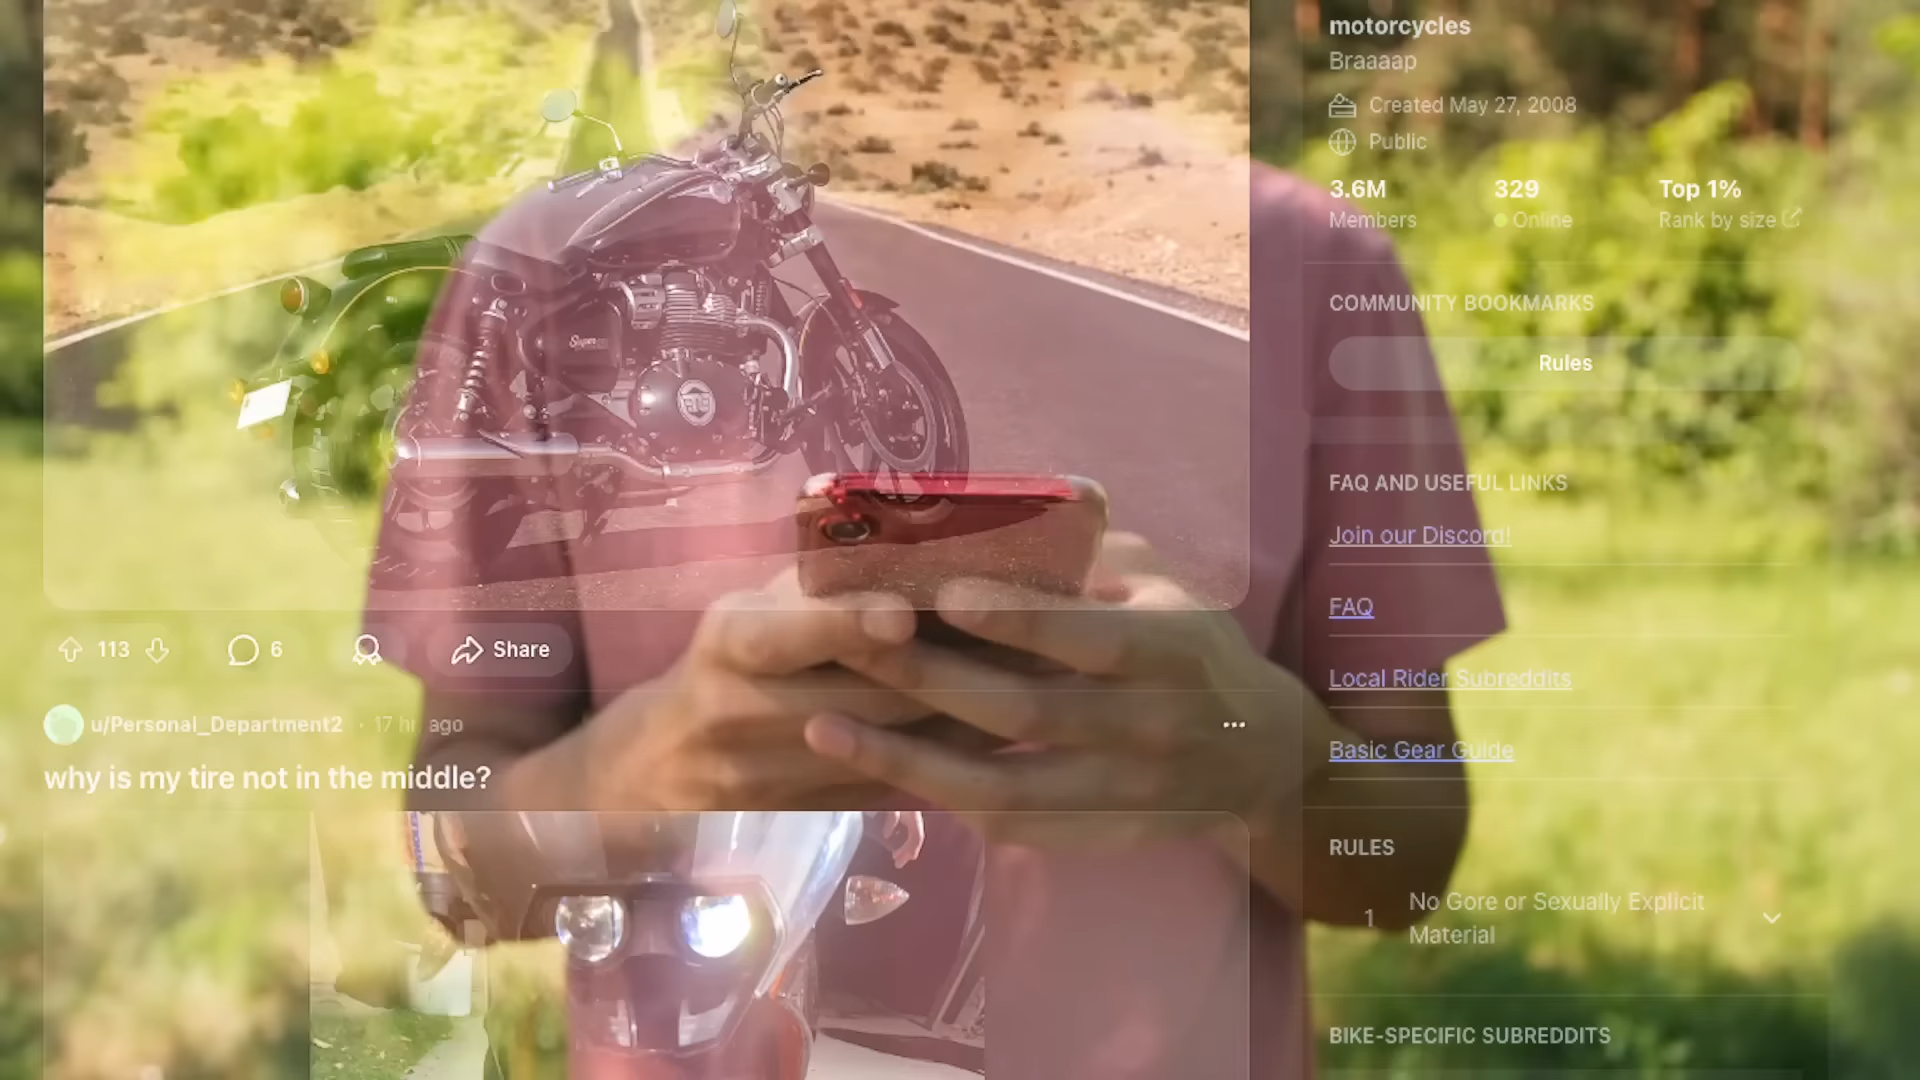 motorcycles
Braaaap
Created May 27, 2008
Public
3.6M
329
Top 1%
Members
Online
Rank by size
COMMUNITY BOOKMARKS
Rules
FAQ AND USEFUL LINKS
Join our Discord!
FAQ
Local Rider Subreddits
Basic Gear Guide
RULES
1
No Gore or Sexually Explicit
Material
BIKE-SPECIFIC SUBREDDITS
Super
113
6
Share
u/Personal_Department2 · 17 hr ago
why is my tire not in the middle?